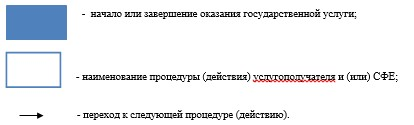 - начало или завершение оказания государственной услуги;
- наименование процедуры (действия) услугополучателя и (или) СФЕ;
- переход к следующей процедуре (действию).